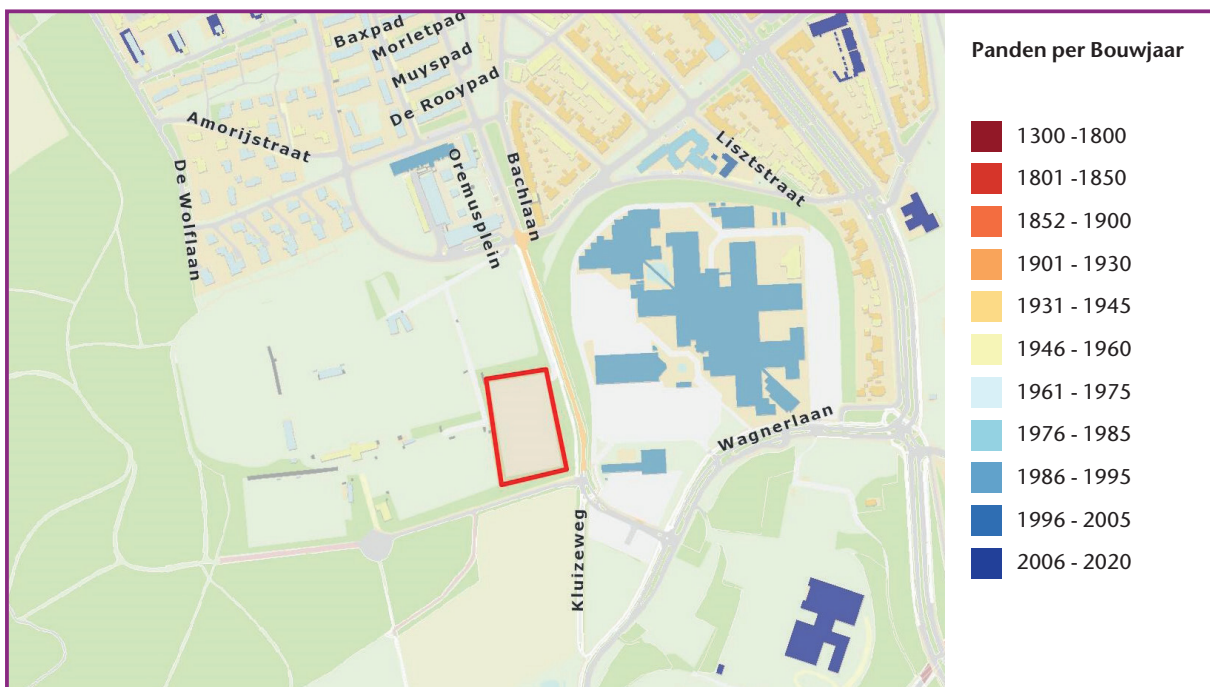 Baxpad
Morletpad
Muyspad
De Rooypad
Amorijstraat
De Wolflaan
Oremusplein
Bachlaan
Lisztstraat
Wagnerlaan
Kluizeweg
Panden per Bouwjaar
1300 -1800
1801 -1850
1852 - 1900
1901 - 1930
1931 - 1945
1946 - 1960
1961 - 1975
1976 - 1985
1986 - 1995
1996 - 2005
2006 - 2020